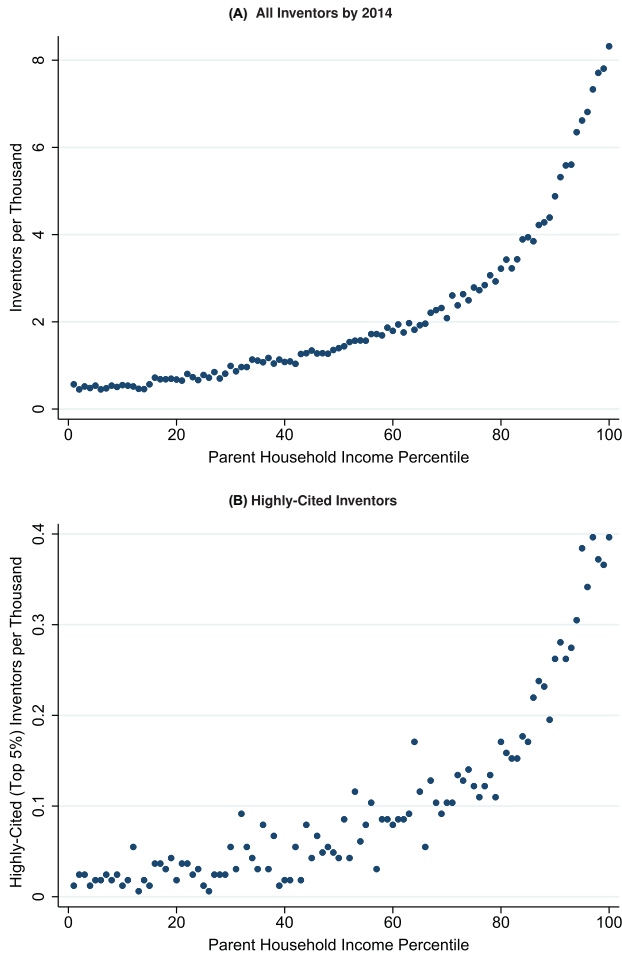 (A) All Inventors by 2014
8
6
4
2
0
Inventors per Thousand
0 20 40 60 80 100
Parent Household Income Percentile
(B) Highly-Cited Inventors
0.4
0.3
0.2
0.1
0
Highly-Cited (Top 5%) Inventors per Thousand
0 20 40 60 80 100
Parent Household Income Percentile